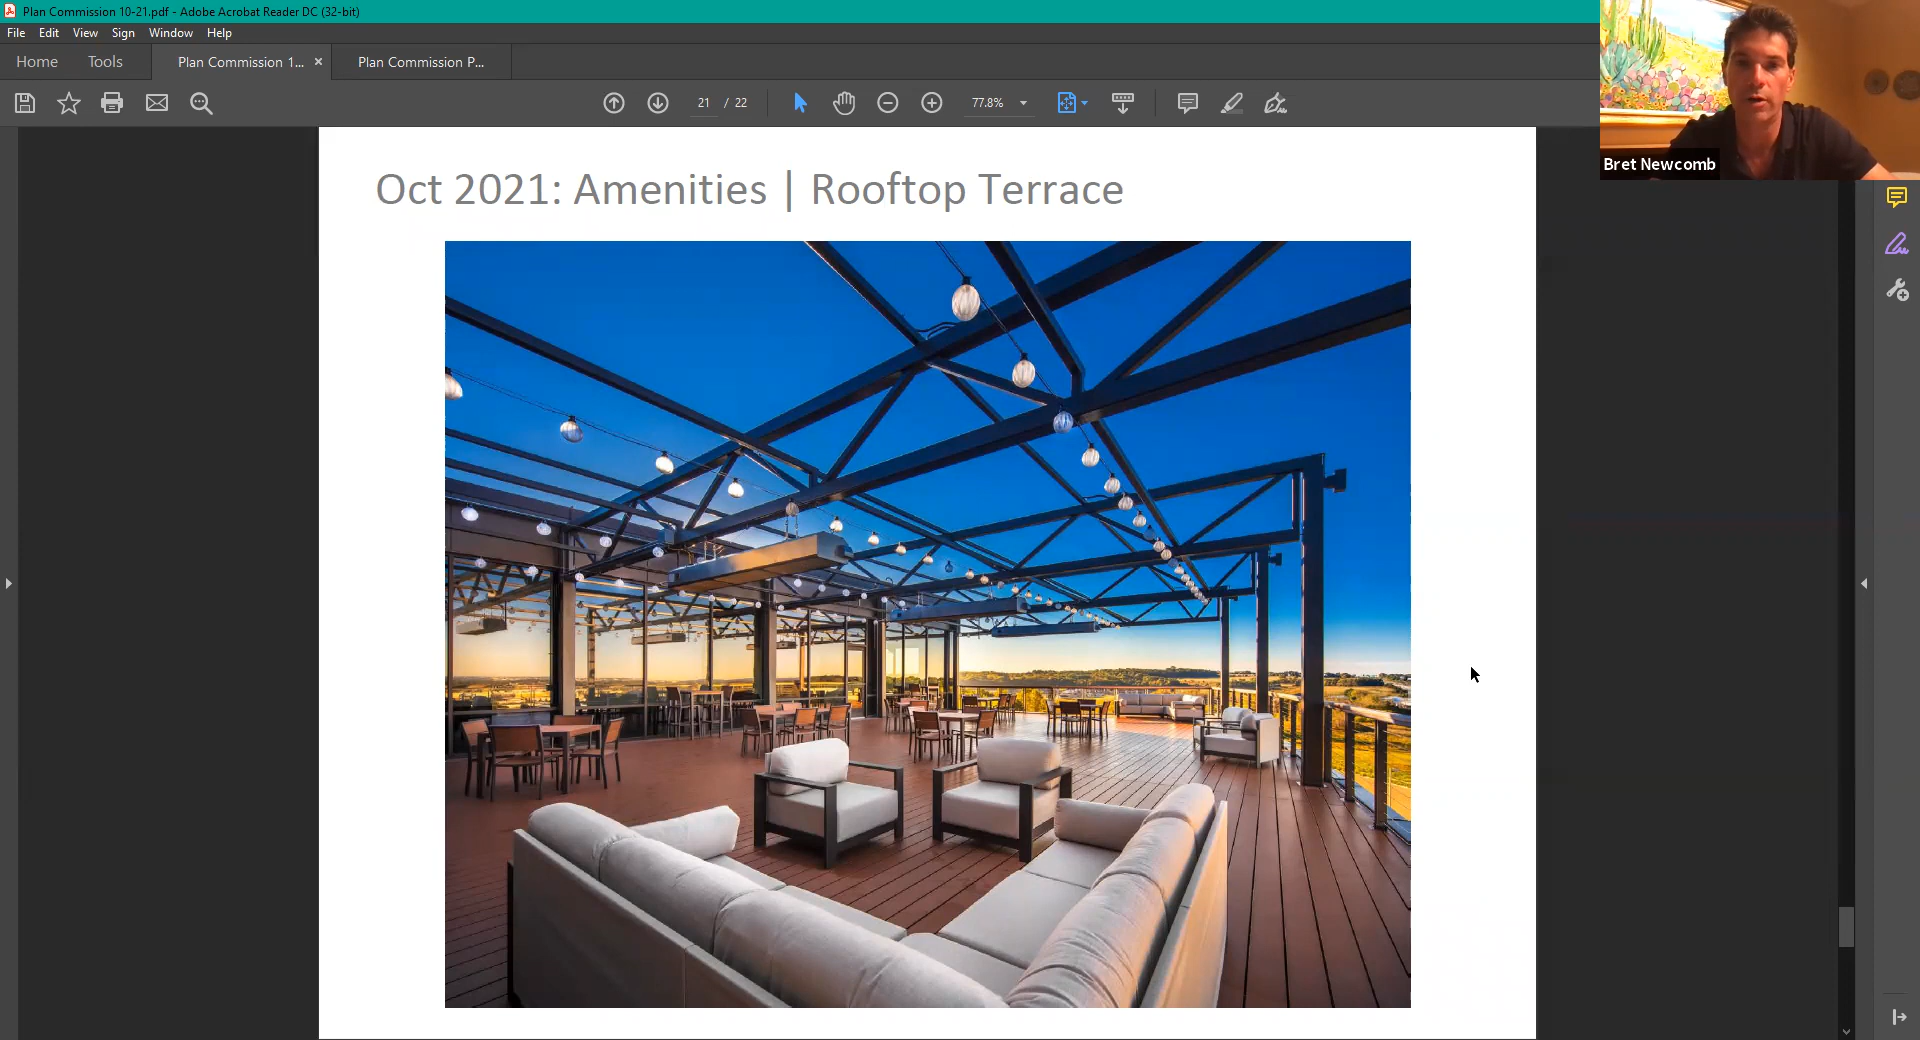 Plan Commission 10-21.pdf - Adobe Acrobat Reader DC (32-bit)
File Edit View Sign Window Help
Home Tools Plan Commission 1... × Plan Commission P...
21 / 22 77.8%
Bret Newcomb
Oct 2021: Amenities | Rooftop Terrace